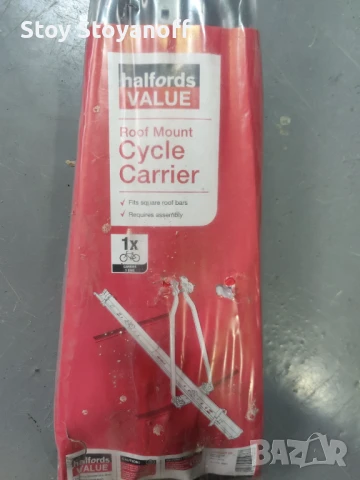 Stoy Stoyanoff
halfords
VALUE
Roof Mount
Cycle
Carrier
✓ Fits square roof bars
✓ Requires assembly
1x
halfords
VALUE
BAZAR